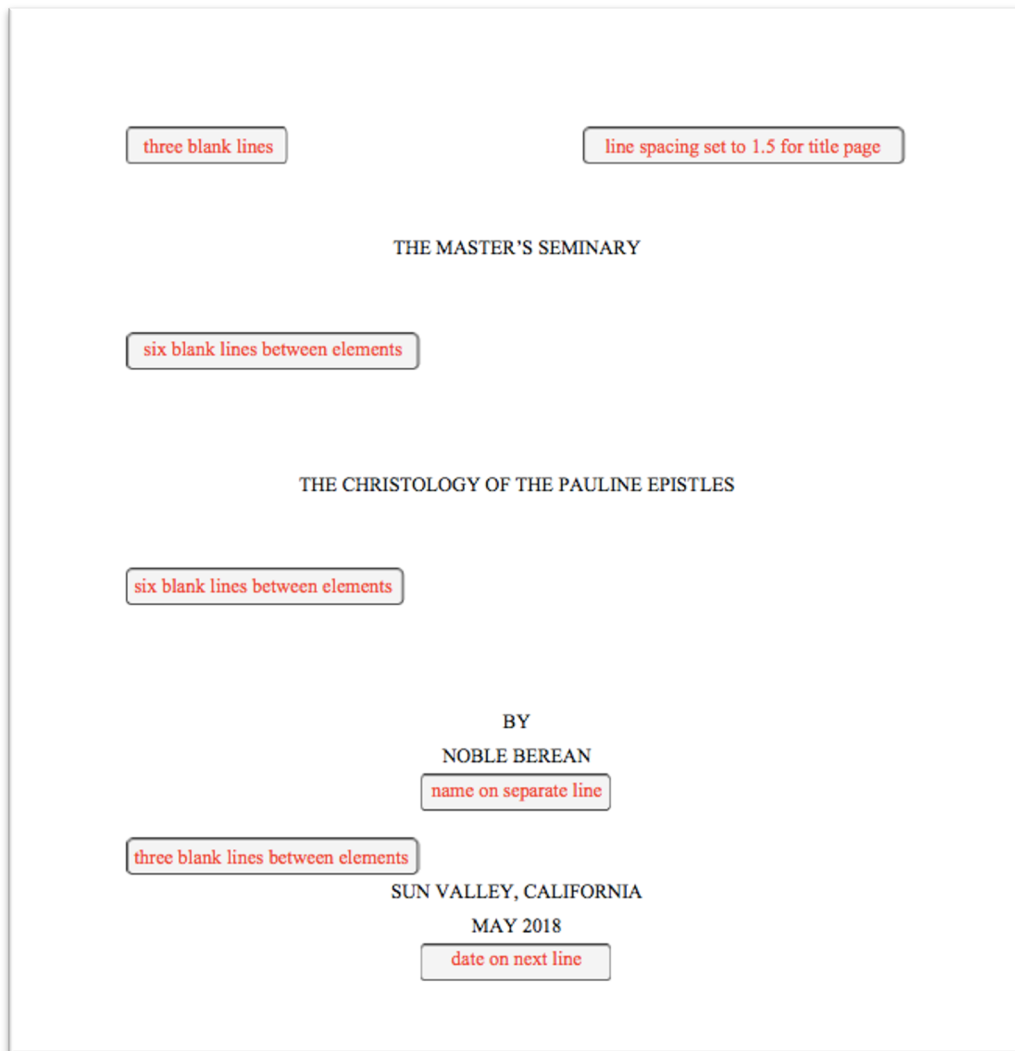 three blank lines
line spacing set to 1.5 for title page
THE MASTER’S SEMINARY
six blank lines between elements
THE CHRISTOLOGY OF THE PAULINE EPISTLES
six blank lines between elements
BY
NOBLE BEREAN
name on separate line
three blank lines between elements
SUN VALLEY, CALIFORNIA
MAY 2018
date on next line